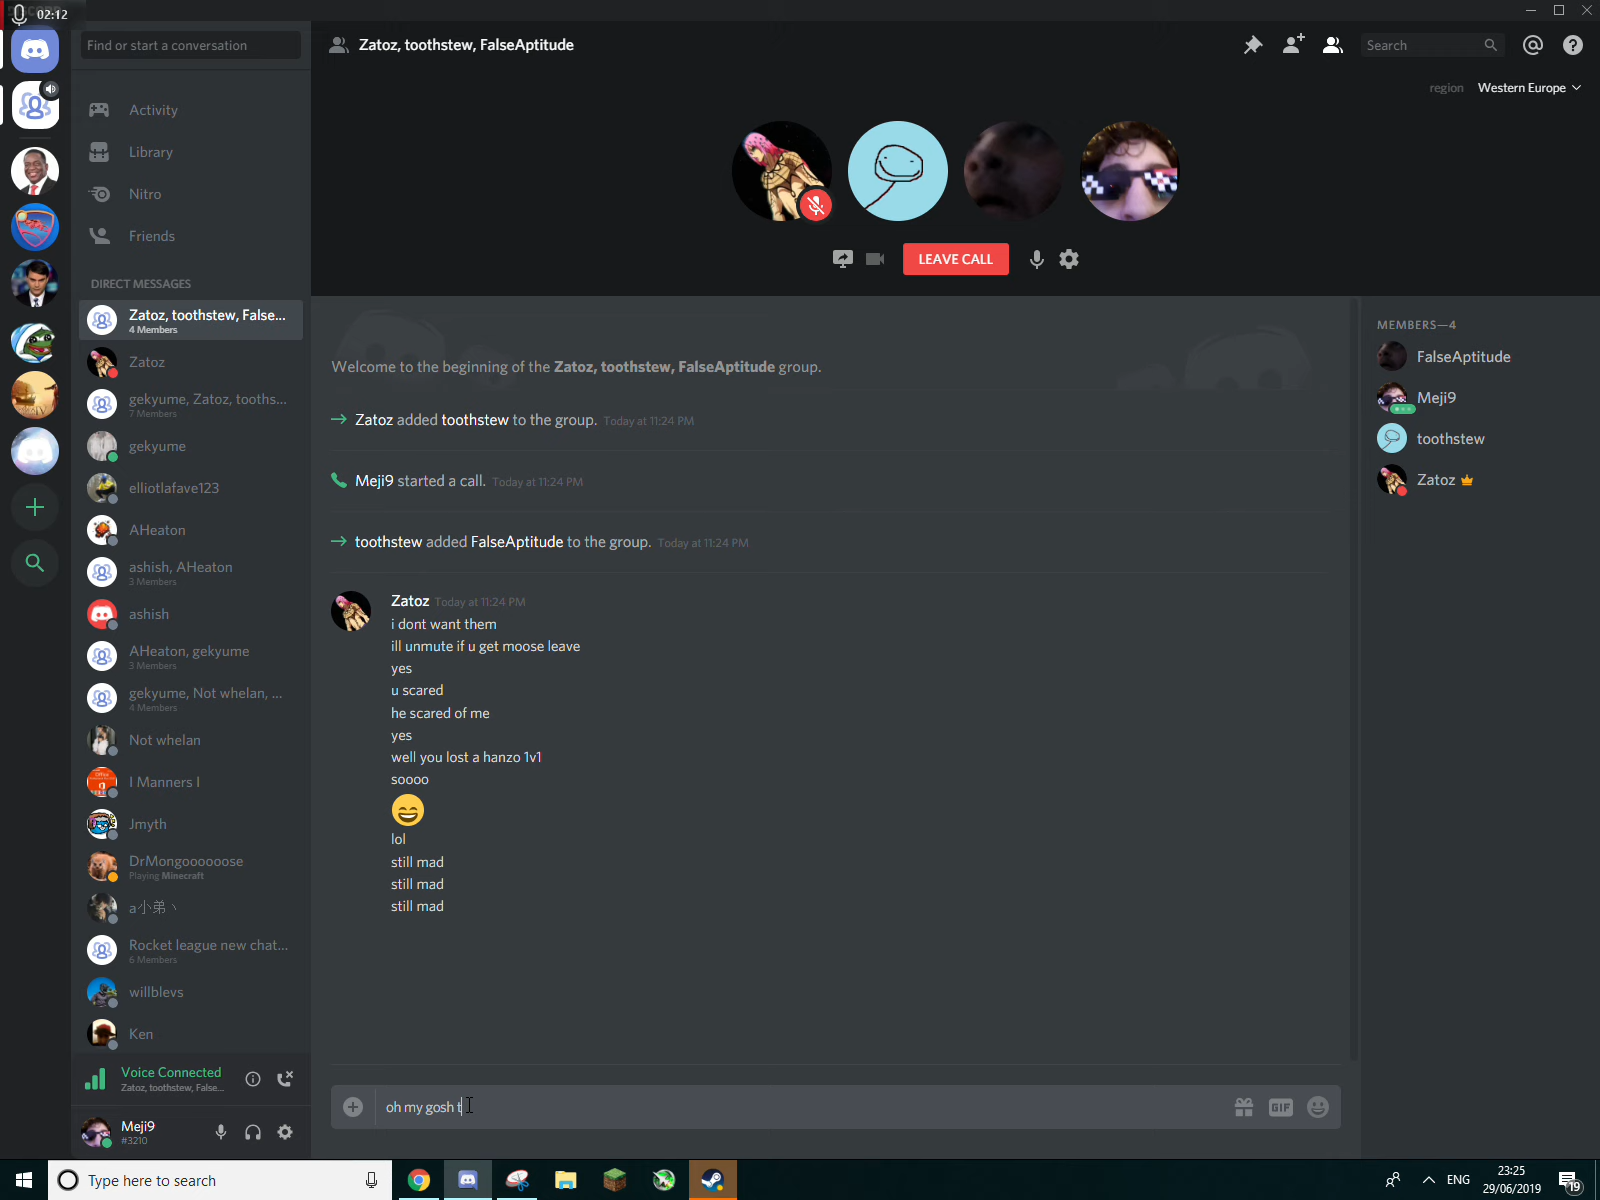 02:12
Find or start a conversation
Zatoz, toothstew, FalseAptitude
Search
region
Western Europe
Activity
Library
Nitro
Friends
LEAVE CALL
DIRECT MESSAGES
Zatoz, toothstew, False...
4 Members
Zatoz
gekyume, Zatoz, tooths...
7 Members
gekyume
elliotlafave123
AHeaton
ashish, AHeaton
3 Members
ashish
AHeaton, gekyume
3 Members
gekyume, Not whelan, ...
4 Members
Not whelan
I Manners I
Jmyth
DrMongoooooose
Playing Minecraft
a小弟丶
Rocket league new chat...
6 Members
willblevs
Ken
Voice Connected
Zatoz, toothstew, False...
Meji9
#3210
Welcome to the beginning of the Zatoz, toothstew, FalseAptitude group.
Zatoz added toothstew to the group. Today at 11:24 PM
Meji9 started a call. Today at 11:24 PM
toothstew added FalseAptitude to the group. Today at 11:24 PM
Zatoz Today at 11:24 PM
i dont want them
ill unmute if u get moose leave
yes
u scared
he scared of me
yes
well you lost a hanzo 1v1
soooo
lol
still mad
still mad
still mad
oh my gosh t
GIF
MEMBERS—4
FalseAptitude
Meji9
toothstew
Zatoz
Type here to search
ENG
23:25
29/06/2019
19